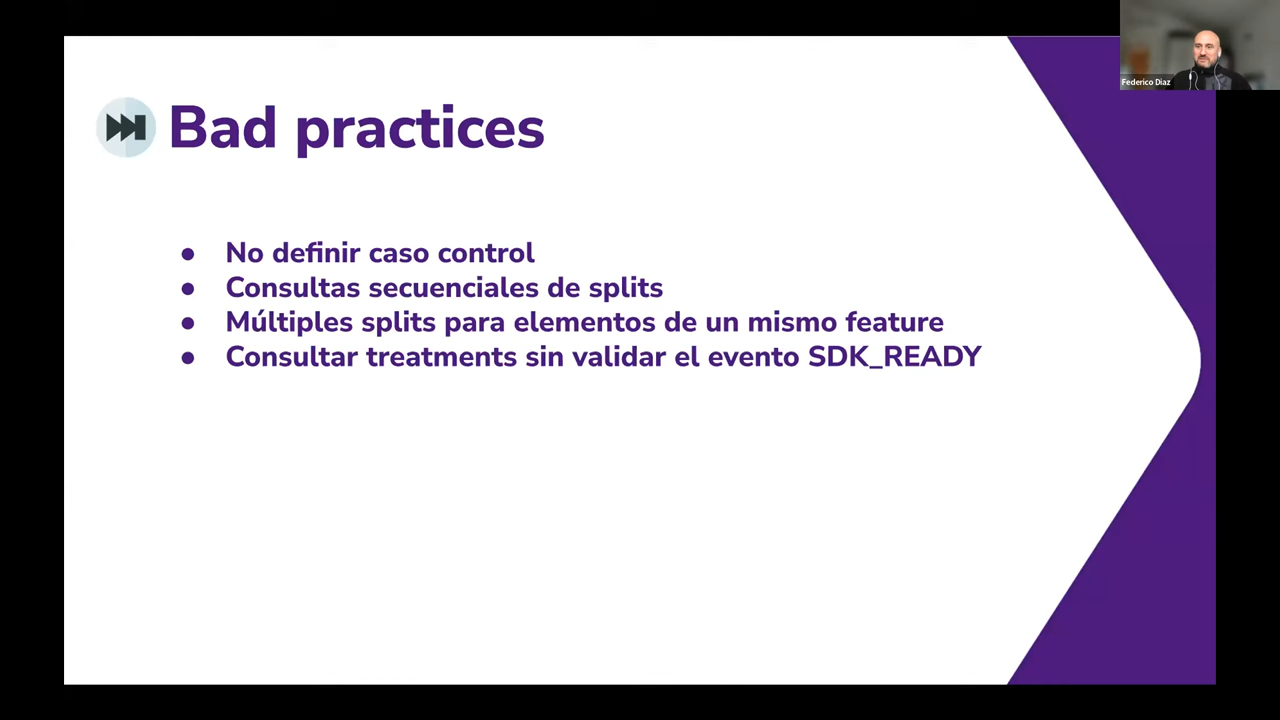 Federico Diaz
Bad practices
● No definir caso control
● Consultas secuenciales de splits
● Múltiples splits para elementos de un mismo feature
● Consultar treatments sin validar el evento SDK_READY